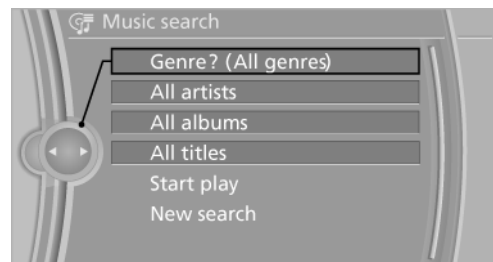 Music search
Genre? (All genres)
All artists
All albums
All titles
Start play
New search